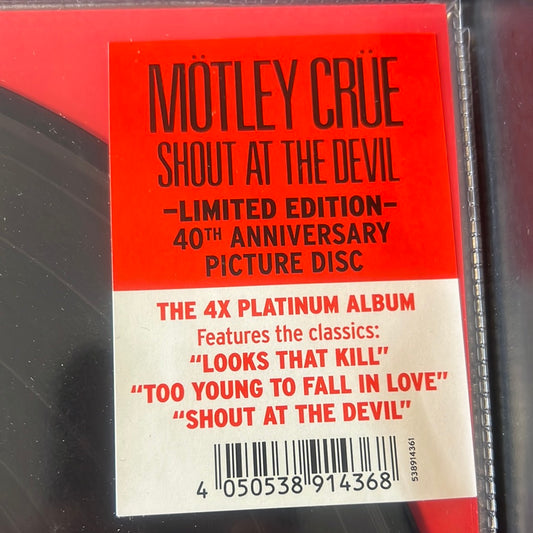 MÖTLEY CRÜE
SHOUT AT THE DEVIL
–LIMITED EDITION–
40TH ANNIVERSARY
PICTURE DISC
THE 4X PLATINUM ALBUM
Features the classics:
“LOOKS THAT KILL”
“TOO YOUNG TO FALL IN LOVE”
“SHOUT AT THE DEVIL”
4 050538 914368
538914361